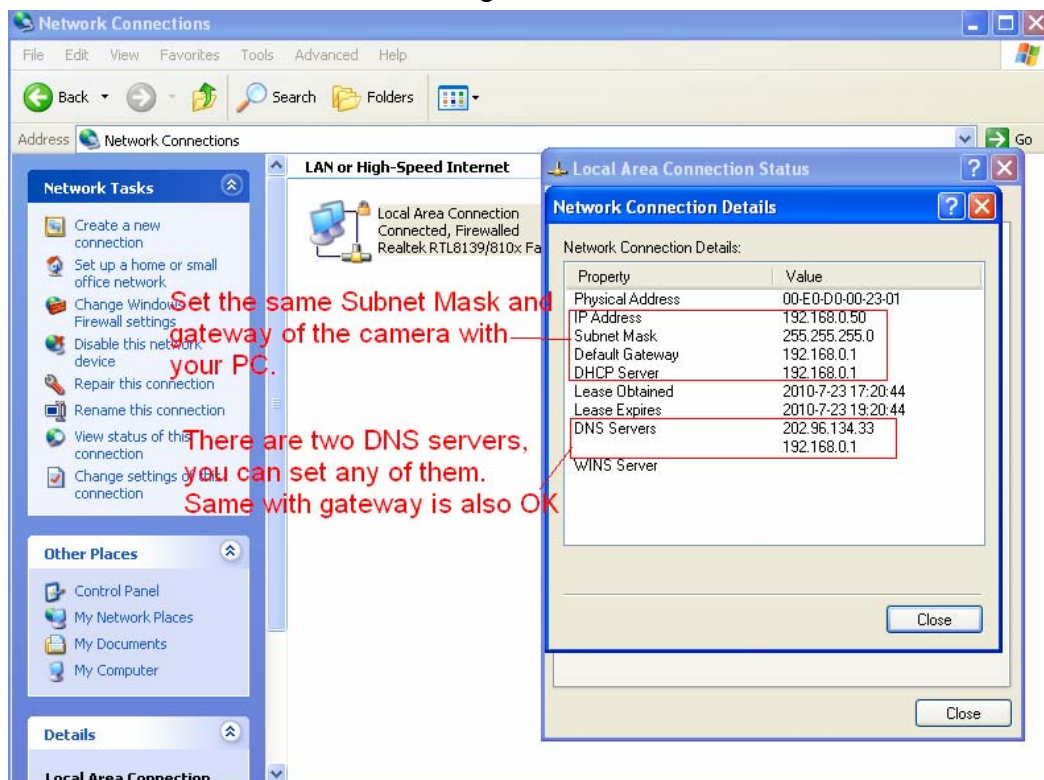 Network Connections
File Edit View Favorites Tools Advanced Help
Back Search Folders
Address Network Connections Go
Network Tasks
Create a new
connection
Set up a home or small
office network
Change Windows
Firewall settings
Disable this network
device
Repair this connection
Rename this connection
View status of this
connection
Change settings of this
connection
Other Places
Control Panel
My Network Places
My Documents
My Computer
Details
Local Area Connection
LAN or High-Speed Internet
Local Area Connection
Connected, Firewalled
Realtek RTL8139/810x Fa
Set the same Subnet Mask and
gateway of the camera with
your PC.
There are two DNS servers,
you can set any of them.
Same with gateway is also OK
Local Area Connection Status
Network Connection Details
Network Connection Details:
Property Value
Physical Address 00-E0-D0-00-23-01
IP Address 192.168.0.50
Subnet Mask 255.255.255.0
Default Gateway 192.168.0.1
DHCP Server 192.168.0.1
Lease Obtained 2010-7-23 17:20:44
Lease Expires 2010-7-23 19:20:44
DNS Servers 202.96.134.33
192.168.0.1
WINS Server
Close
Close